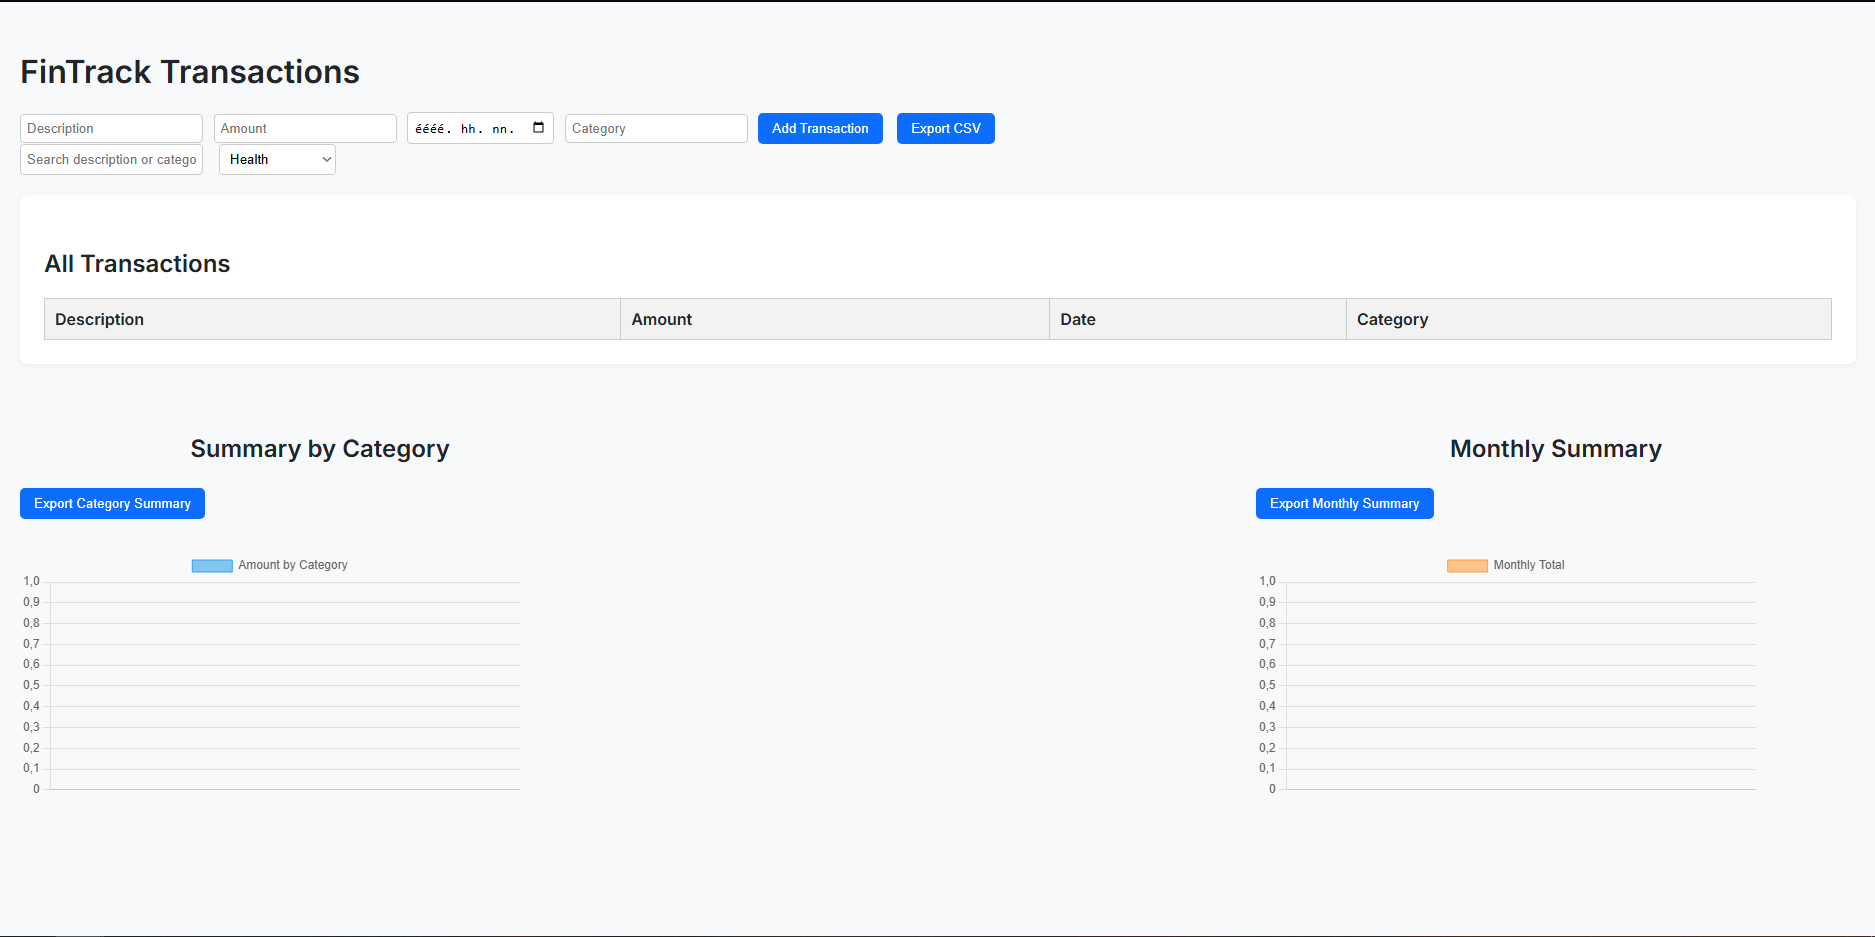 FinTrack Transactions
Description Amount éééé. hh. nn. Category Add Transaction Export CSV
Search description or catego Health
All Transactions
Description Amount Date Category
Summary by Category Monthly Summary
Export Category Summary Export Monthly Summary
Amount by Category Monthly Total
1,0 1,0
0,9 0,9
0,8 0,8
0,7 0,7
0,6 0,6
0,5 0,5
0,4 0,4
0,3 0,3
0,2 0,2
0,1 0,1
0 0